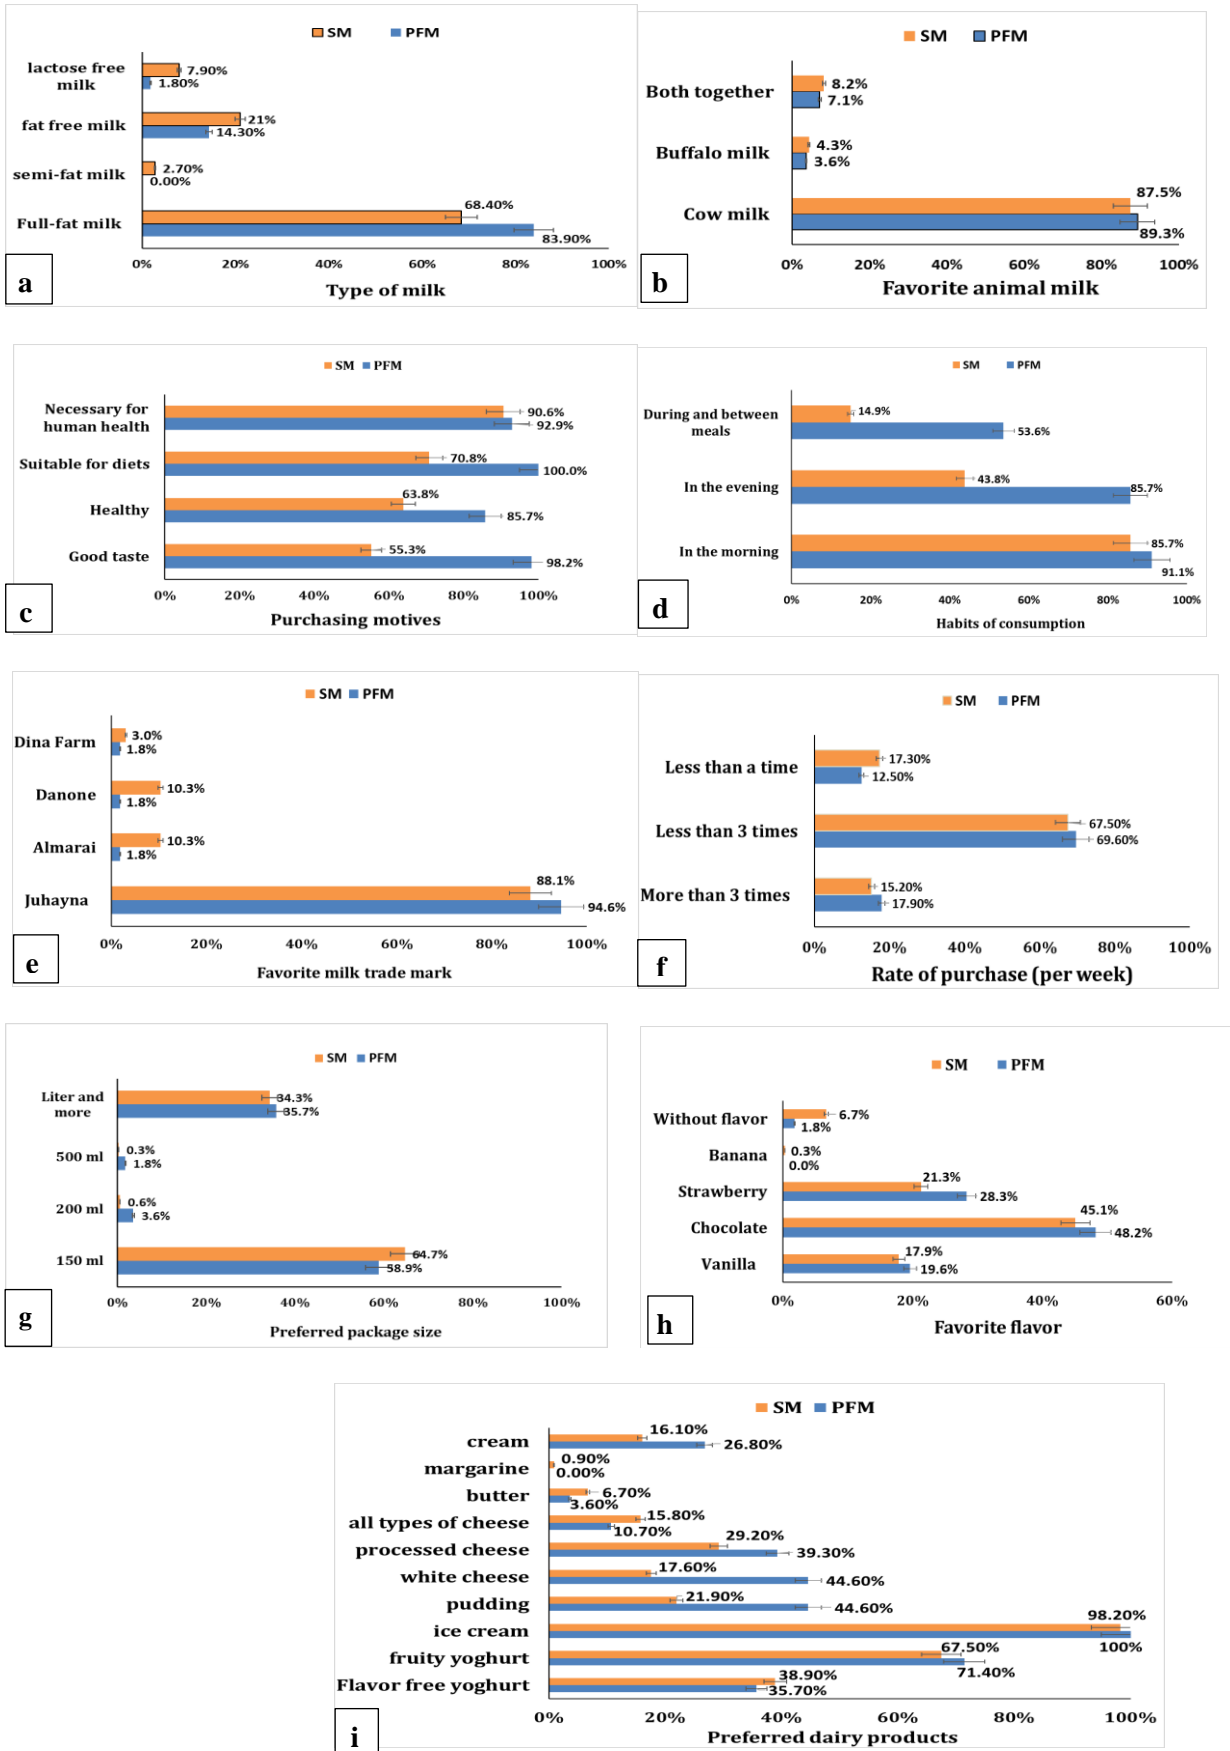 SM PFM
lactose free
milk
7.90%
1.80%
fat free milk
21%
14.30%
semi-fat milk
2.70%
0.00%
Full-fat milk
68.40%
83.90%
0% 20% 40% 60% 80% 100%
Type of milk
a
SM PFM
Both together
8.2%
7.1%
Buffalo milk
4.3%
3.6%
Cow milk
87.5%
89.3%
0% 20% 40% 60% 80% 100%
Favorite animal milk
b
SM PFM
Necessary for
human health
90.6%
92.9%
Suitable for diets
70.8%
100.0%
Healthy
63.8%
85.7%
Good taste
55.3%
98.2%
0% 20% 40% 60% 80% 100%
Purchasing motives
c
SM PFM
During and between
meals
14.9%
53.6%
In the evening
43.8%
85.7%
In the morning
85.7%
91.1%
0% 20% 40% 60% 80% 100%
Habits of consumption
d
SM PFM
Dina Farm
3.0%
1.8%
Danone
10.3%
1.8%
Almarai
10.3%
1.8%
Juhayna
88.1%
94.6%
0% 20% 40% 60% 80% 100%
Favorite milk trade mark
e
SM PFM
Less than a time
17.30%
12.50%
Less than 3 times
67.50%
69.60%
More than 3 times
15.20%
17.90%
0% 20% 40% 60% 80% 100%
Rate of purchase (per week)
f
SM PFM
Liter and
more
34.3%
35.7%
500 ml
0.3%
1.8%
200 ml
0.6%
3.6%
150 ml
64.7%
58.9%
0% 20% 40% 60% 80% 100%
Preferred package size
g
SM PFM
Without flavor
6.7%
1.8%
Banana
0.3%
0.0%
Strawberry
21.3%
28.3%
Chocolate
45.1%
48.2%
Vanilla
17.9%
19.6%
0% 20% 40% 60%
Favorite flavor
h
SM PFM
cream
16.10%
26.80%
margarine
0.90%
0.00%
butter
6.70%
3.60%
all types of cheese
15.80%
10.70%
processed cheese
29.20%
39.30%
white cheese
17.60%
44.60%
pudding
21.90%
44.60%
ice cream
98.20%
100%
fruity yoghurt
67.50%
71.40%
Flavor free yoghurt
38.90%
35.70%
0% 20% 40% 60% 80% 100%
Preferred dairy products
i